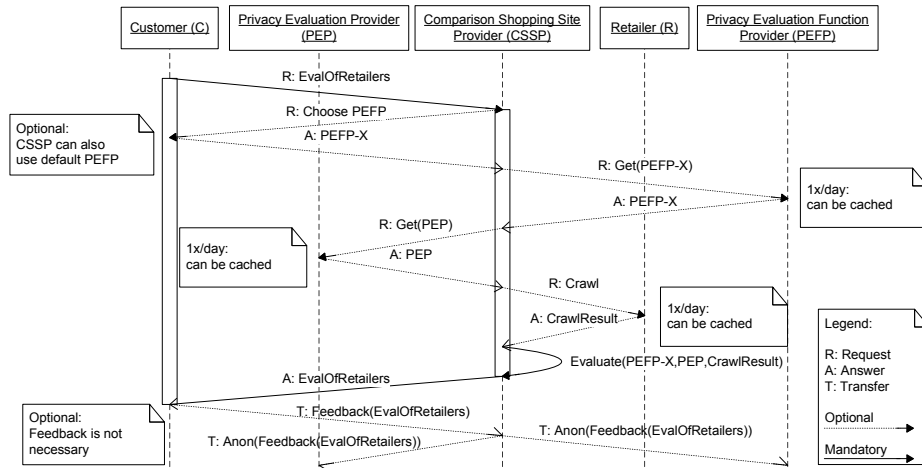 Customer (C)
Privacy Evaluation Provider
(PEP)
Comparison Shopping Site
Provider (CSSP)
Retailer (R)
Privacy Evaluation Function
Provider (PEFP)
R: EvalOfRetailers
R: Choose PEFP
A: PEFP-X
Optional:
CSSP can also
use default PEFP
R: Get(PEFP-X)
A: PEFP-X
1x/day:
can be cached
R: Get(PEP)
A: PEP
1x/day:
can be cached
R: Crawl
A: CrawlResult
1x/day:
can be cached
Evaluate(PEFP-X,PEP,CrawlResult)
A: EvalOfRetailers
Optional:
Feedback is not
necessary
T: Feedback(EvalOfRetailers)
T: Anon(Feedback(EvalOfRetailers))
T: Anon(Feedback(EvalOfRetailers))
Legend:
R: Request
A: Answer
T: Transfer
Optional
Mandatory